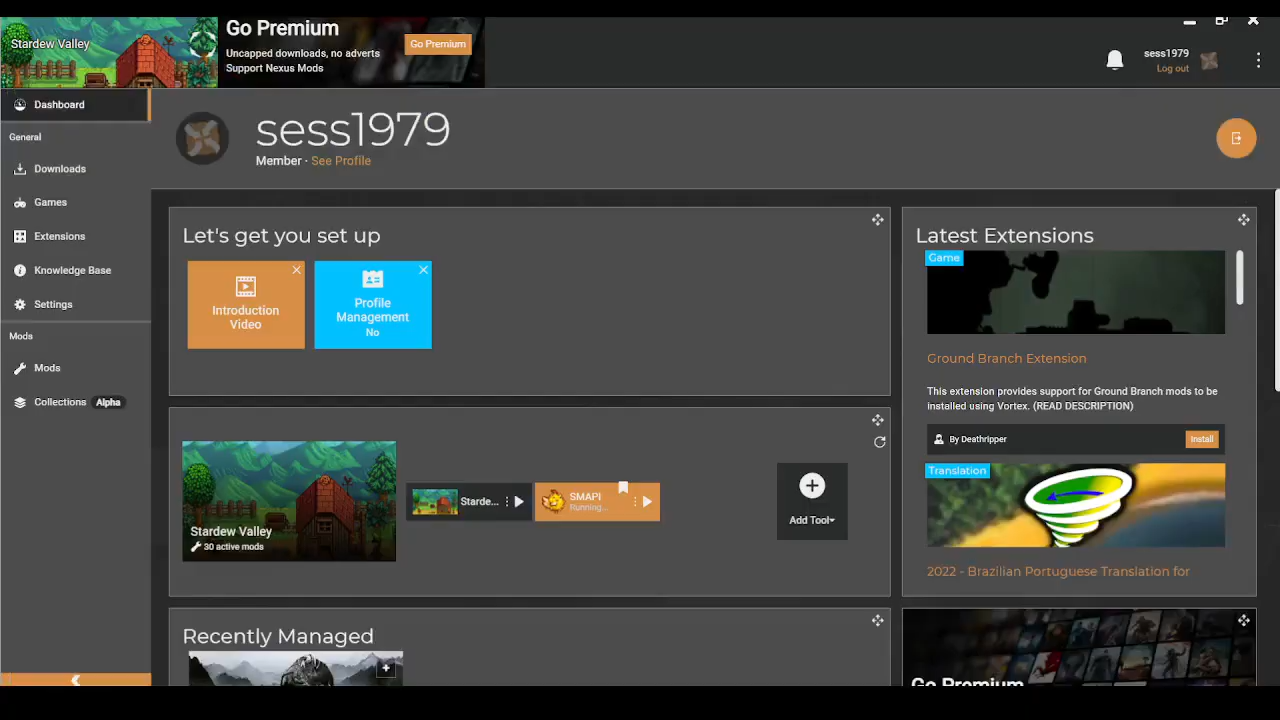 Stardew Valley
Go Premium
Uncapped downloads, no adverts
Support Nexus Mods
Go Premium
sess1979
Log out
Dashboard
General
Downloads
Games
Extensions
Knowledge Base
Settings
Mods
Mods
Collections Alpha
sess1979
Member · See Profile
Let's get you set up
Introduction
Video
Profile
Management
No
Stardew Valley
30 active mods
Starde...
SMAPI
Running...
Add Tool
Recently Managed
Latest Extensions
Game
Ground Branch Extension
This extension provides support for Ground Branch mods to be
installed using Vortex. (READ DESCRIPTION)
By Deathripper
Install
Translation
2022 - Brazilian Portuguese Translation for
Go Premium